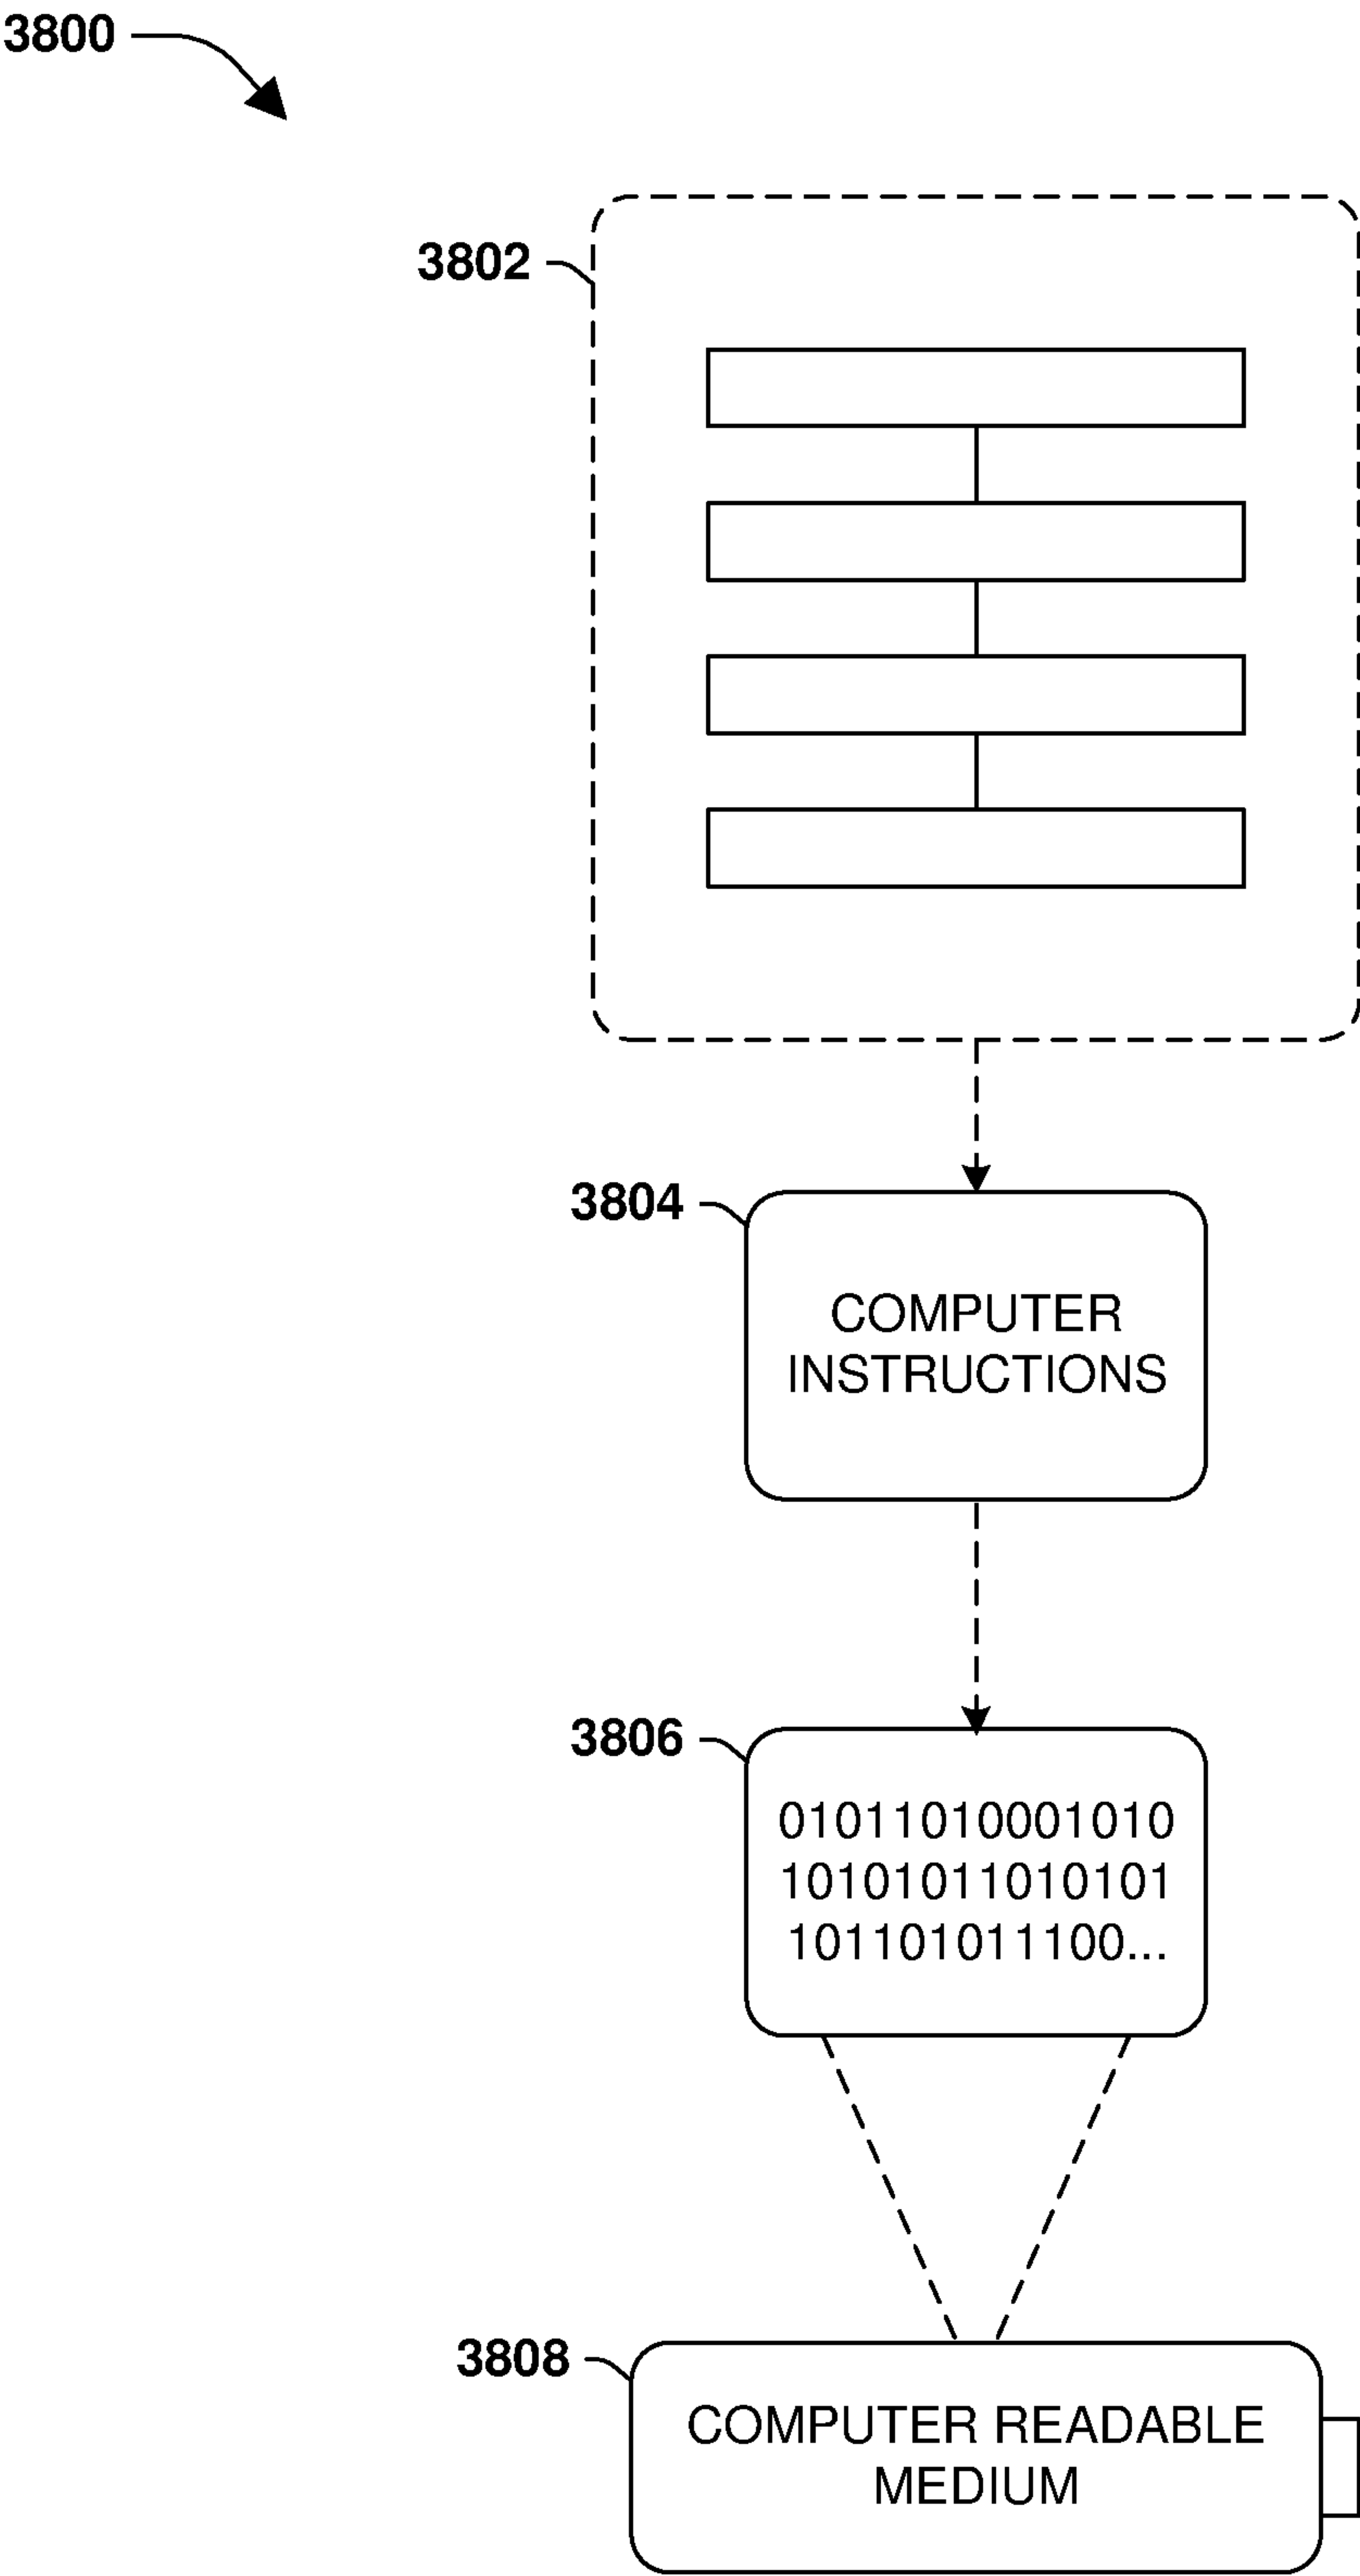 3800
3802
3804
COMPUTER
INSTRUCTIONS
3806
01011010001010
10101011010101
101101011100...
3808
COMPUTER READABLE
MEDIUM